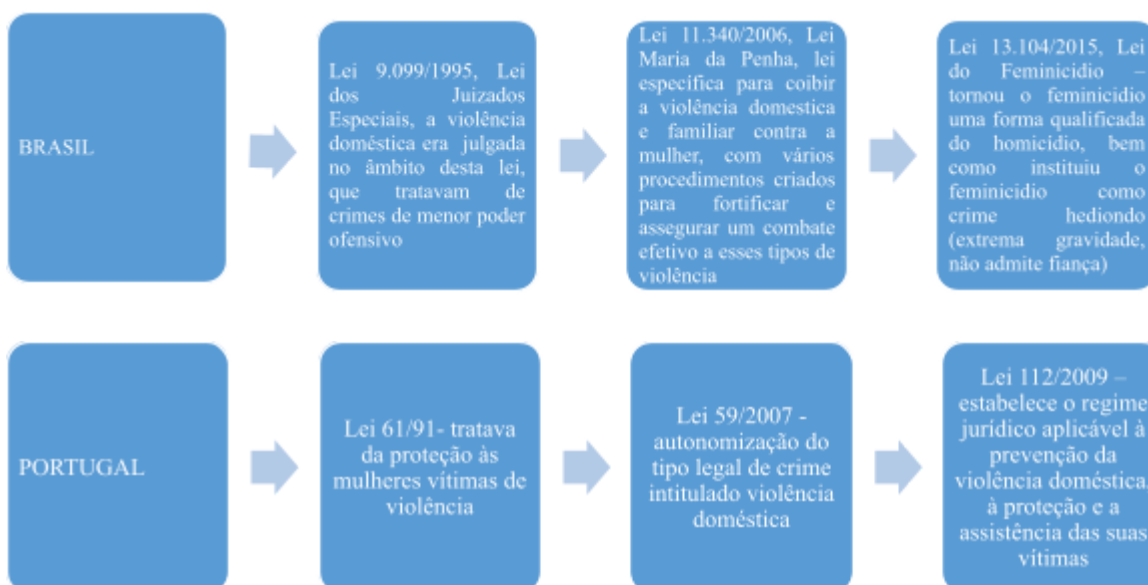 BRASIL
Lei 9.099/1995, Lei
dos Juizados
Especiais, a violência
doméstica era julgada
no âmbito desta lei,
que tratavam de
crimes de menor poder
ofensivo
Lei 11.340/2006, Lei
Maria da Penha, lei
específica para coibir
a violência domestica
e familiar contra a
mulher, com vários
procedimentos criados
para fortificar e
assegurar um combate
efetivo a esses tipos de
violência
Lei 13.104/2015, Lei
do Feminicidio –
tornou o feminicidio
uma forma qualificada
do homicídio, bem
como instituiu o
feminicidio como
crime hediondo
(extrema gravidade,
não admite fiança)
PORTUGAL
Lei 61/91- tratava
da proteção às
mulheres vítimas de
violência
Lei 59/2007 -
autonomização do
tipo legal de crime
intitulado violência
doméstica
Lei 112/2009 –
estabelece o regime
jurídico aplicável à
prevenção da
violência doméstica,
à proteção e a
assistência das suas
vítimas